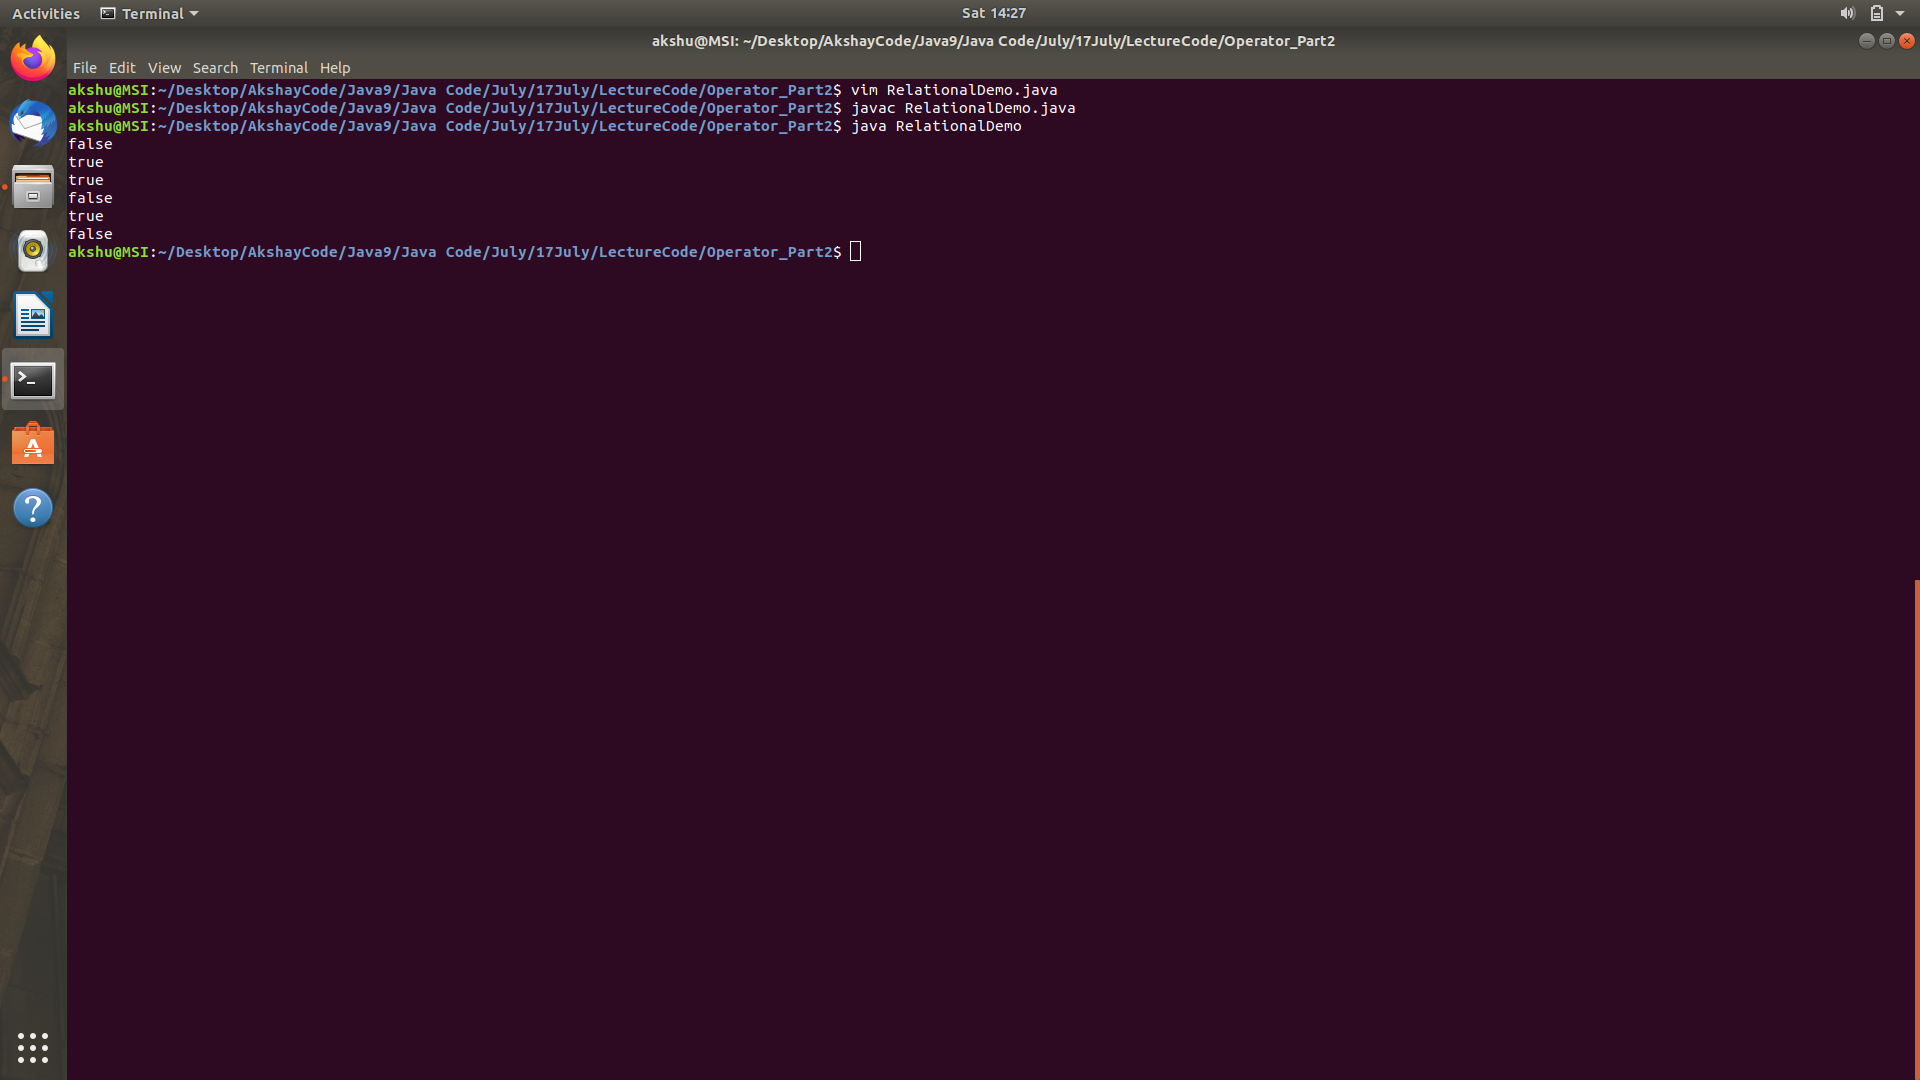 Activities Terminal Sat 14:27
akshu@MSI: ~/Desktop/AkshayCode/Java9/Java Code/July/17July/LectureCode/Operator_Part2
File Edit View Search Terminal Help
akshu@MSI:~/Desktop/AkshayCode/Java9/Java Code/July/17July/LectureCode/Operator_Part2$ vim RelationalDemo.java
akshu@MSI:~/Desktop/AkshayCode/Java9/Java Code/July/17July/LectureCode/Operator_Part2$ javac RelationalDemo.java
akshu@MSI:~/Desktop/AkshayCode/Java9/Java Code/July/17July/LectureCode/Operator_Part2$ java RelationalDemo
false
true
true
false
true
false
akshu@MSI:~/Desktop/AkshayCode/Java9/Java Code/July/17July/LectureCode/Operator_Part2$